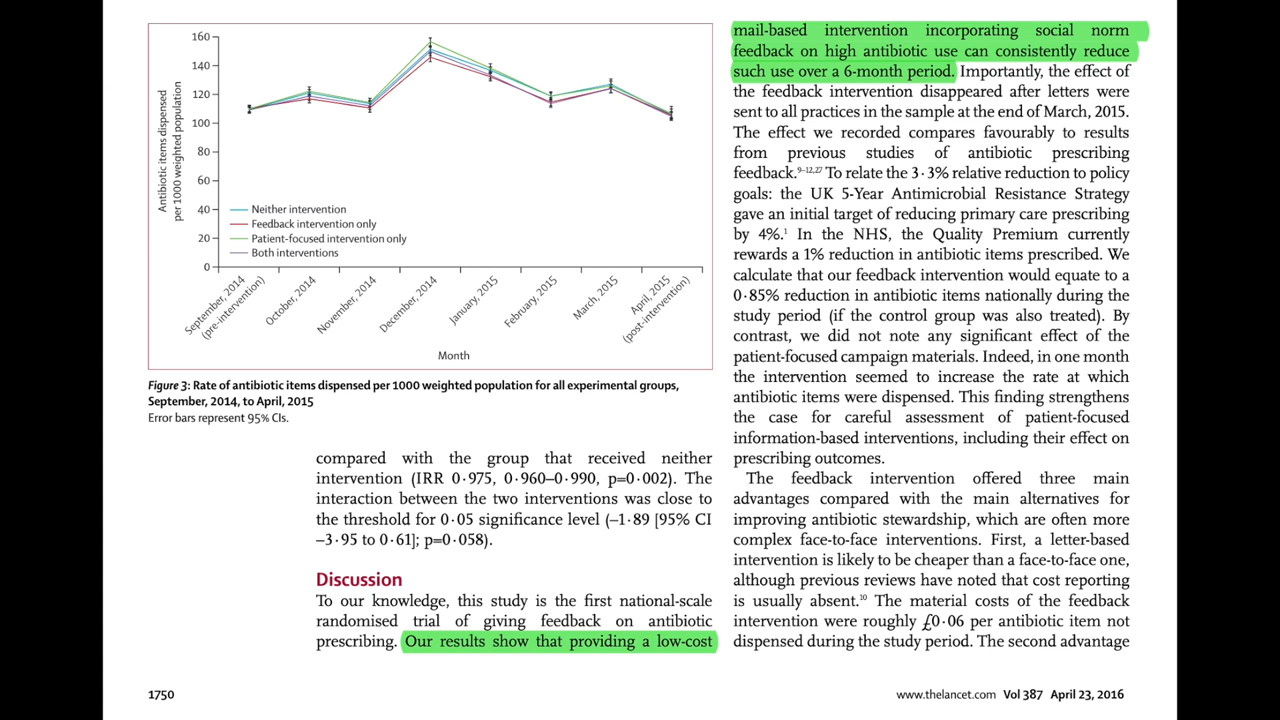 160
140
120
100
80
60
40
20
0
Antibiotic items dispensed
per 1000 weighted population
Neither intervention
Feedback intervention only
Patient-focused intervention only
Both interventions
September, 2014
(pre-intervention)
October, 2014
November, 2014
December, 2014
January, 2015
February, 2015
March, 2015
April, 2015
(post-intervention)
Month
Figure 3: Rate of antibiotic items dispensed per 1000 weighted population for all experimental groups,
September, 2014, to April, 2015
Error bars represent 95% CIs.
compared with the group that received neither
intervention (IRR 0·975, 0·960–0·990, p=0·002). The
interaction between the two interventions was close to
the threshold for 0·05 significance level (–1·89 [95% CI
–3·95 to 0·61]; p=0·058).
Discussion
To our knowledge, this study is the first national-scale
randomised trial of giving feedback on antibiotic
prescribing. Our results show that providing a low-cost
mail-based intervention incorporating social norm
feedback on high antibiotic use can consistently reduce
such use over a 6-month period. Importantly, the effect of
the feedback intervention disappeared after letters were
sent to all practices in the sample at the end of March, 2015.
The effect we recorded compares favourably to results
from previous studies of antibiotic prescribing
feedback.9–12,27 To relate the 3·3% relative reduction to policy
goals: the UK 5-Year Antimicrobial Resistance Strategy
gave an initial target of reducing primary care prescribing
by 4%.1 In the NHS, the Quality Premium currently
rewards a 1% reduction in antibiotic items prescribed. We
calculate that our feedback intervention would equate to a
0·85% reduction in antibiotic items nationally during the
study period (if the control group was also treated). By
contrast, we did not note any significant effect of the
patient-focused campaign materials. Indeed, in one month
the intervention seemed to increase the rate at which
antibiotic items were dispensed. This finding strengthens
the case for careful assessment of patient-focused
information-based interventions, including their effect on
prescribing outcomes.
The feedback intervention offered three main
advantages compared with the main alternatives for
improving antibiotic stewardship, which are often more
complex face-to-face interventions. First, a letter-based
intervention is likely to be cheaper than a face-to-face one,
although previous reviews have noted that cost reporting
is usually absent.10 The material costs of the feedback
intervention were roughly £0·06 per antibiotic item not
dispensed during the study period. The second advantage
1750
www.thelancet.com Vol 387 April 23, 2016